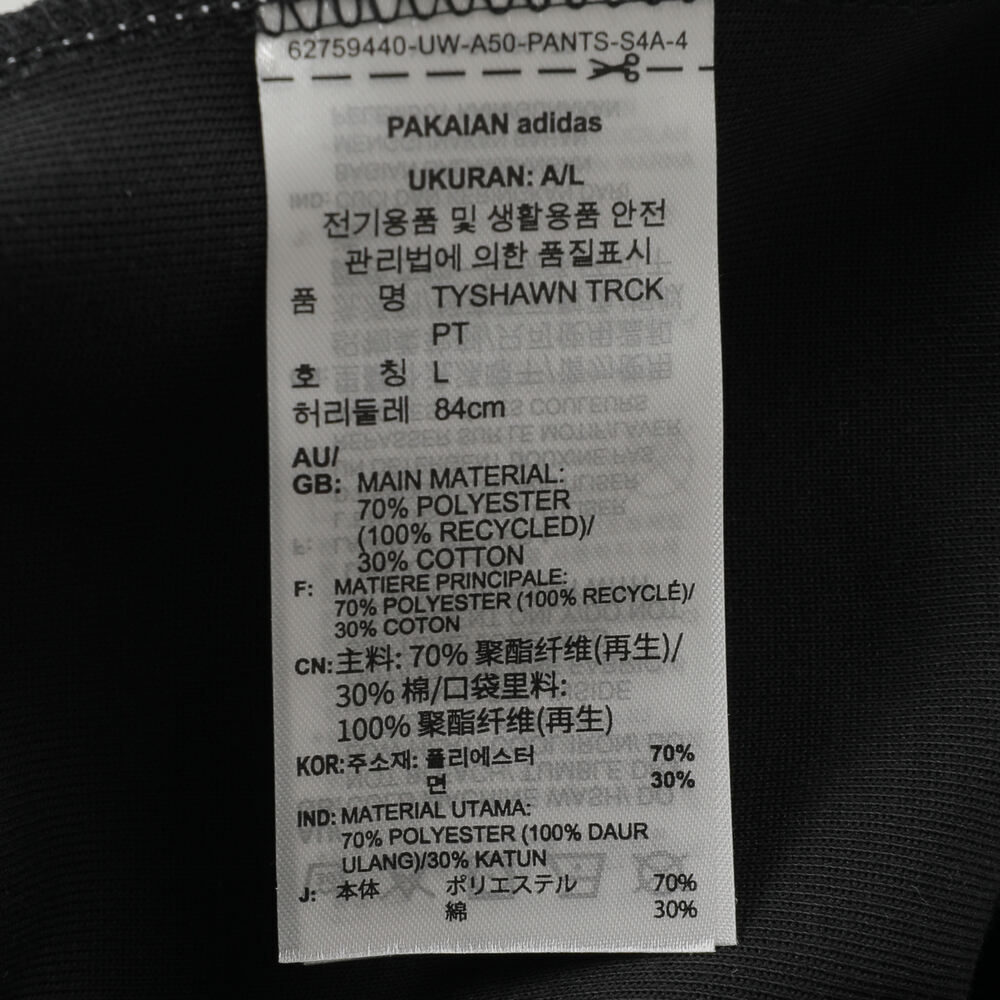 62759440-UW-A50-PANTS-S4A-4
PAKAIAN adidas
UKURAN: A/L
전기용품 및 생활용품 안전
관리법에 의한 품질표시
품 명 TYSHAWN TRCK
PT
호 칭 L
허리둘레 84cm
AU/
GB: MAIN MATERIAL:
70% POLYESTER
(100% RECYCLED)/
30% COTTON
F: MATIERE PRINCIPALE:
70% POLYESTER (100% RECYCLÉ)/
30% COTON
CN: 主料: 70% 聚酯纤维(再生)/
30% 棉/口袋里料:
100% 聚酯纤维(再生)
KOR: 주소재: 폴리에스터 70%
면 30%
IND: MATERIAL UTAMA:
70% POLYESTER (100% DAUR
ULANG)/30% KATUN
J: 本体 ポリエステル 70%
綿 30%